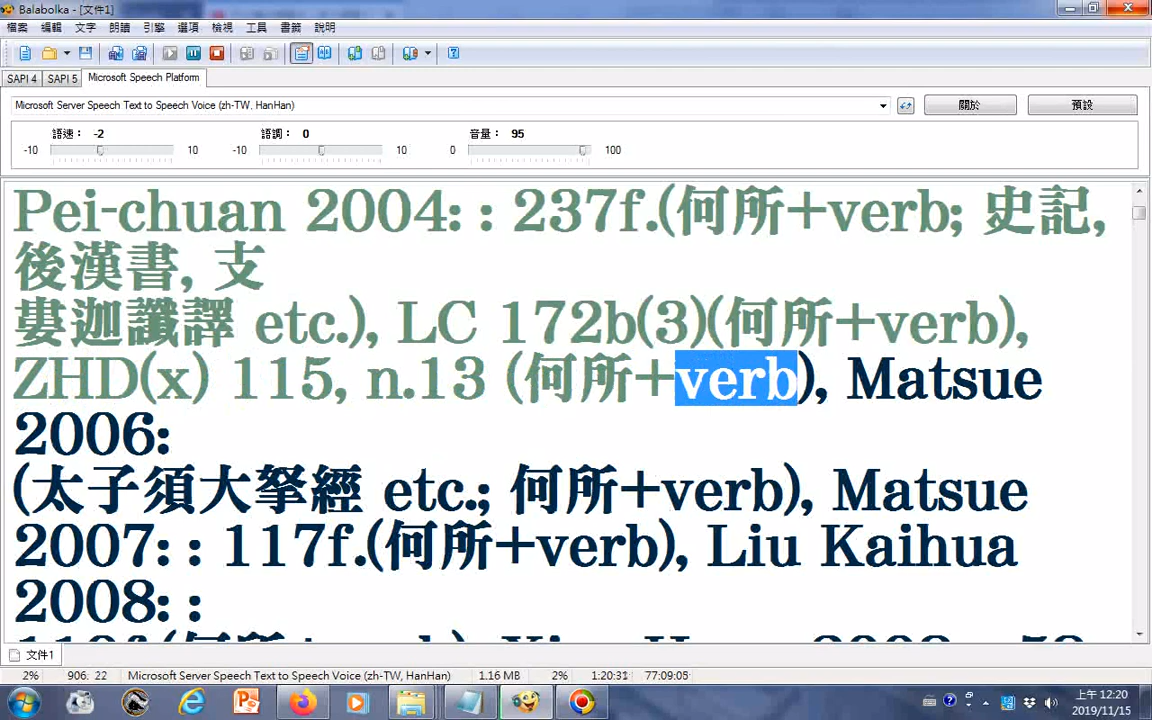 Balabolka - [文件1]
檔案 編輯 文字 朗讀 引擎 選項 檢視 工具 書籤 說明
SAPI 4 SAPI 5 Microsoft Speech Platform
Microsoft Server Speech Text to Speech Voice (zh-TW, HanHan) 關於 預設
語速： -2 語調： 0 音量： 95
-10 10 -10 10 0 100
Pei-chuan 2004: : 237f.(何所+verb; 史記,
後漢書, 支
婁迦讖譯 etc.), LC 172b(3)(何所+verb),
ZHD(x) 115, n.13 (何所+verb), Matsue
2006:
(太子須大拏經 etc.; 何所+verb), Matsue
2007: : 117f.(何所+verb), Liu Kaihua
2008: :
文件1
2% 906: 22 Microsoft Server Speech Text to Speech Voice (zh-TW, HanHan) 1.16 MB 2% 1:20:31 77:09:05
上午 12:20
2019/11/15